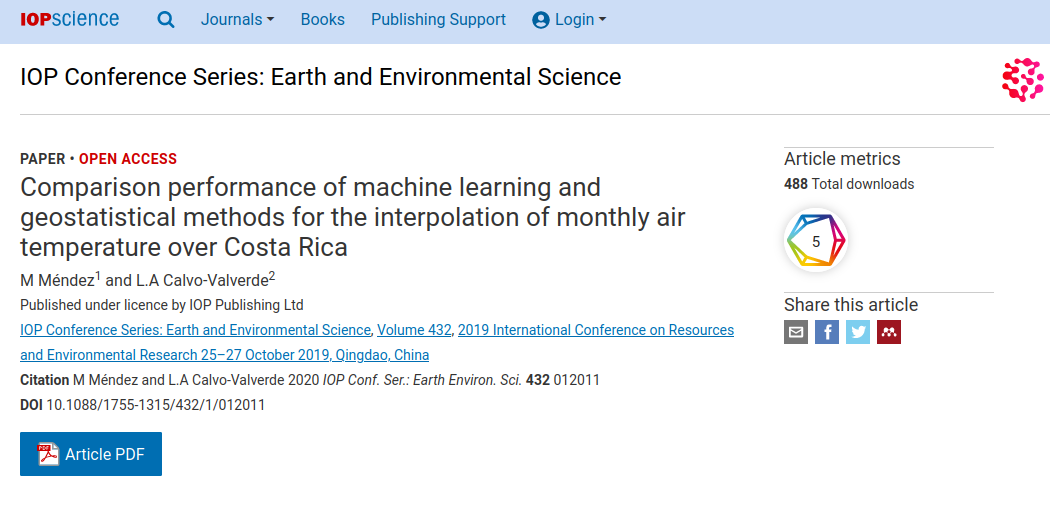 IOPscience Journals Books Publishing Support Login
IOP Conference Series: Earth and Environmental Science
PAPER • OPEN ACCESS
Comparison performance of machine learning and
geostatistical methods for the interpolation of monthly air
temperature over Costa Rica
M Méndez1 and L.A Calvo-Valverde2
Published under licence by IOP Publishing Ltd
IOP Conference Series: Earth and Environmental Science, Volume 432, 2019 International Conference on Resources
and Environmental Research 25–27 October 2019, Qingdao, China
Citation M Méndez and L.A Calvo-Valverde 2020 IOP Conf. Ser.: Earth Environ. Sci. 432 012011
DOI 10.1088/1755-1315/432/1/012011
PDF Article PDF
Article metrics
488 Total downloads
5
Share this article